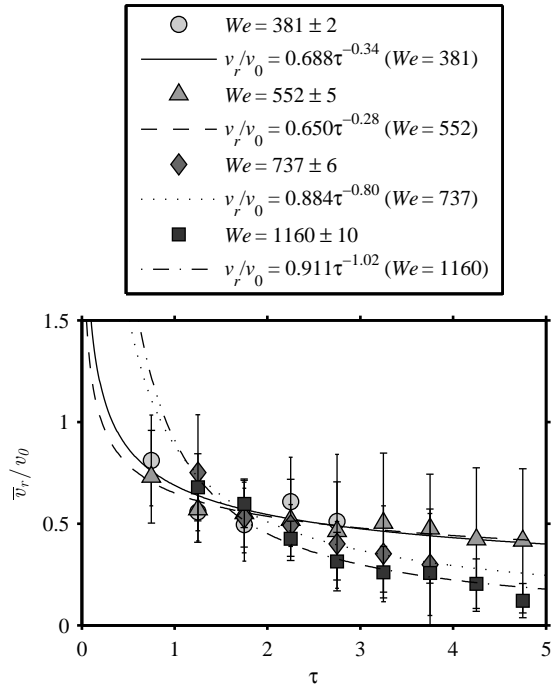 We = 381 ± 2
v_r/v_0 = 0.688τ^−0.34 (We = 381)
We = 552 ± 5
v_r/v_0 = 0.650τ^−0.28 (We = 552)
We = 737 ± 6
v_r/v_0 = 0.884τ^−0.80 (We = 737)
We = 1160 ± 10
v_r/v_0 = 0.911τ^−1.02 (We = 1160)
1.5
1
0.5
0
v̅_r / v_0
0 1 2 3 4 5
τ